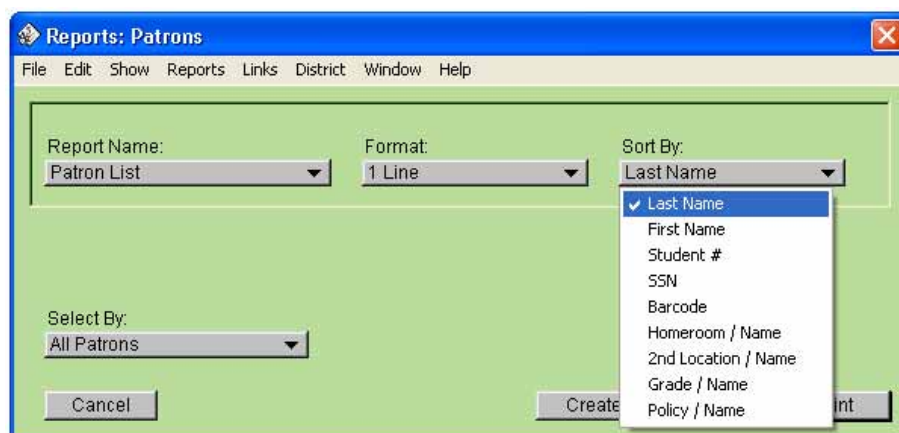 Reports: Patrons
File Edit Show Reports Links District Window Help
Report Name: Format: Sort By:
Patron List 1 Line Last Name
Last Name
First Name
Student #
SSN
Barcode
Homeroom / Name
2nd Location / Name
Grade / Name
Policy / Name
Select By:
All Patrons
Cancel Create